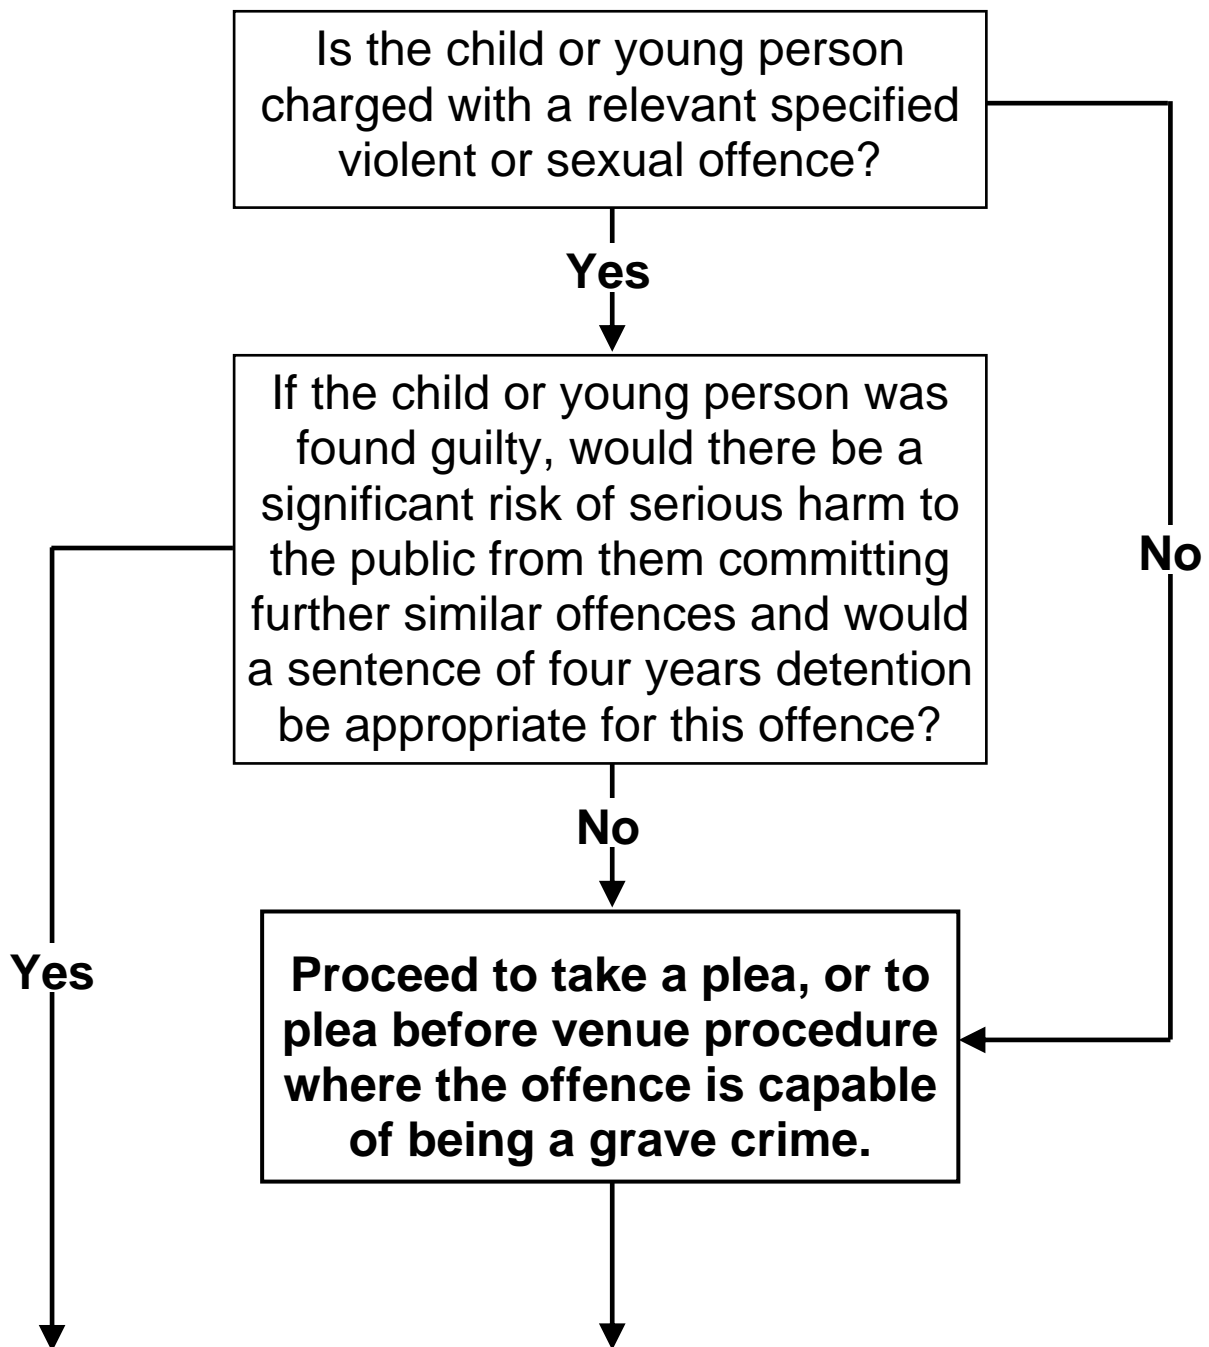 Is the child or young person
charged with a relevant specified
violent or sexual offence?
Yes
If the child or young person was
found guilty, would there be a
significant risk of serious harm to
the public from them committing
further similar offences and would
a sentence of four years detention
be appropriate for this offence?
No
No
Yes
Proceed to take a plea, or to
plea before venue procedure
where the offence is capable
of being a grave crime.